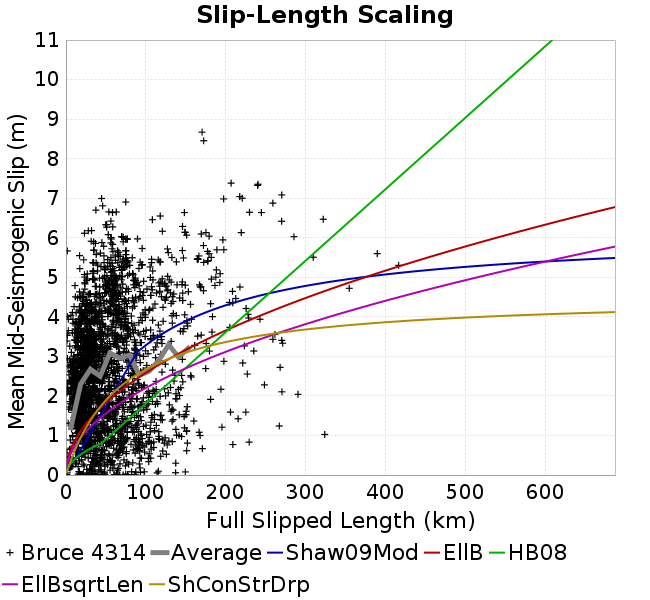 Slip-Length Scaling
Mean Mid-Seismogenic Slip (m)
11
10
9
8
7
6
5
4
3
2
1
0
0 100 200 300 400 500 600
Full Slipped Length (km)
Bruce 4314 Average Shaw09Mod EllB HB08
EllBsqrtLen ShConStrDrp